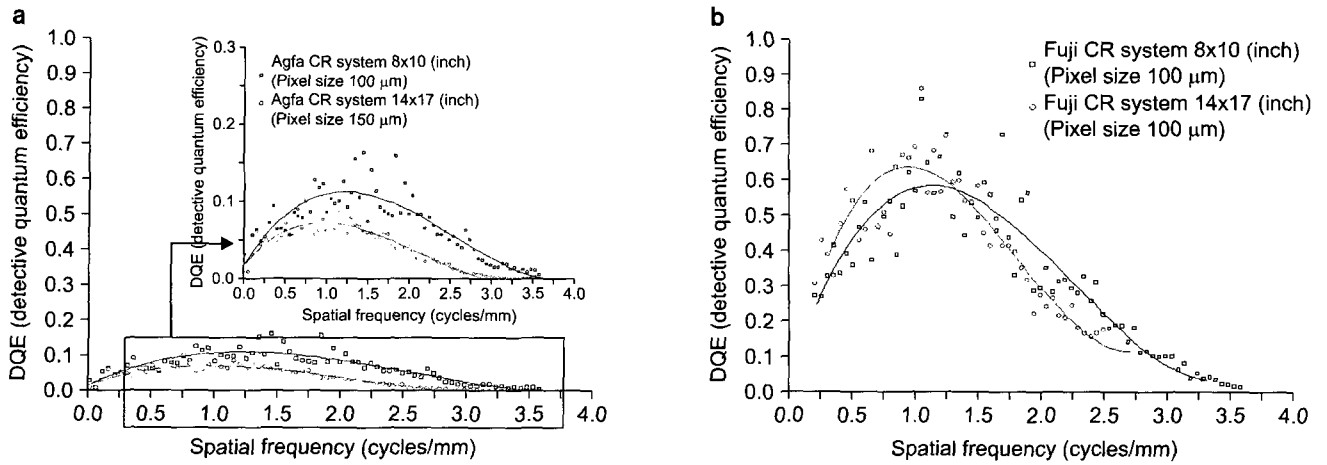 a
DQE (detective quantum efficiency)
1.0
0.9
0.8
0.7
0.6
0.5
0.4
0.3
0.2
0.1
0.0
0.0 0.5 1.0 1.5 2.0 2.5 3.0 3.5 4.0
Spatial frequency (cycles/mm)
DQE (detective quantum efficiency)
0.3
0.2
0.1
0.0
Agfa CR system 8x10 (inch)
(Pixel size 100 μm)
Agfa CR system 14x17 (inch)
(Pixel size 150 μm)
0.0 0.5 1.0 1.5 2.0 2.5 3.0 3.5 4.0
Spatial frequency (cycles/mm)
b
DQE (detective quantum efficiency)
1.0
0.9
0.8
0.7
0.6
0.5
0.4
0.3
0.2
0.1
0.0
Fuji CR system 8x10 (inch)
(Pixel size 100 μm)
Fuji CR system 14x17 (inch)
(Pixel size 100 μm)
0.0 0.5 1.0 1.5 2.0 2.5 3.0 3.5 4.0
Spatial frequency (cycles/mm)